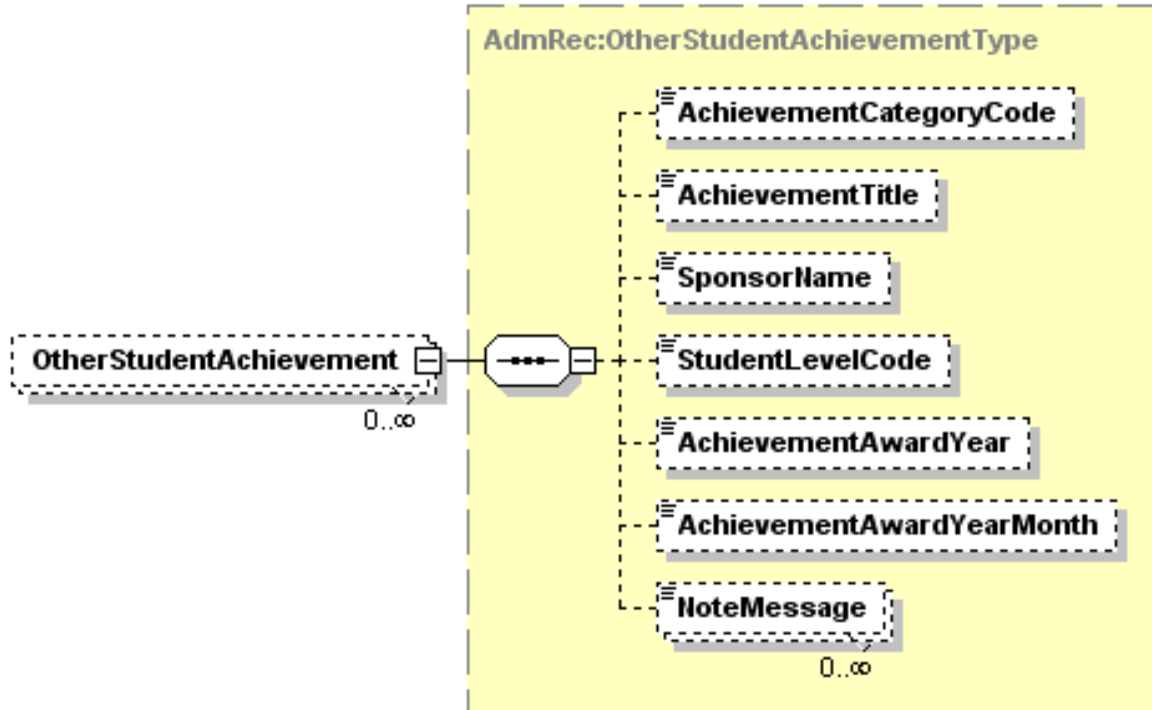 AdmRec:OtherStudentAchievementType
AchievementCategoryCode
AchievementTitle
SponsorName
OtherStudentAchievement
0..∞
StudentLevelCode
AchievementAwardYear
AchievementAwardYearMonth
NoteMessage
0..∞